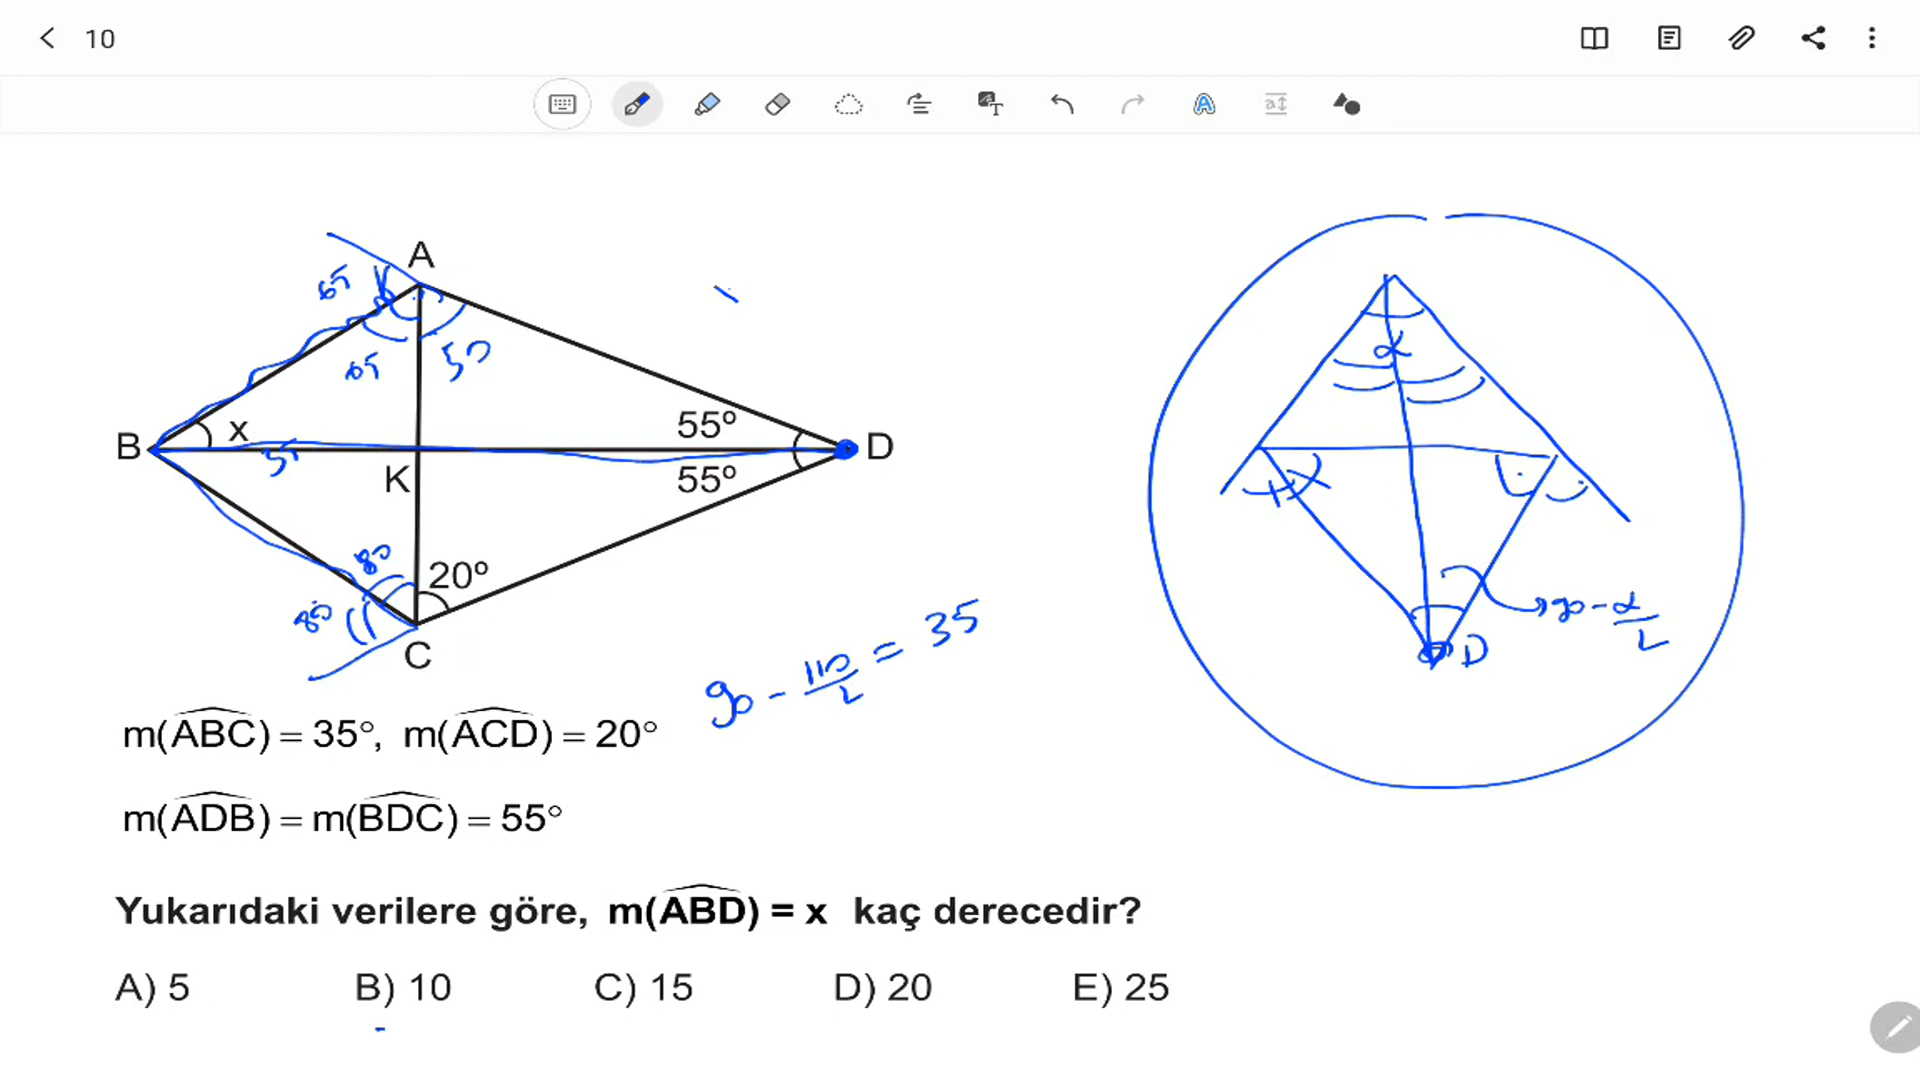 10
A
65
65
50
B
x
5
K
55°
55°
D
80
80
20°
C
90 - 110/2 = 35
α
x x
D
90 - α/2
m(ABC) = 35°, m(ACD) = 20°
m(ADB) = m(BDC) = 55°
Yukarıdaki verilere göre, m(ABD) = x kaç derecedir?
A) 5 B) 10 C) 15 D) 20 E) 25